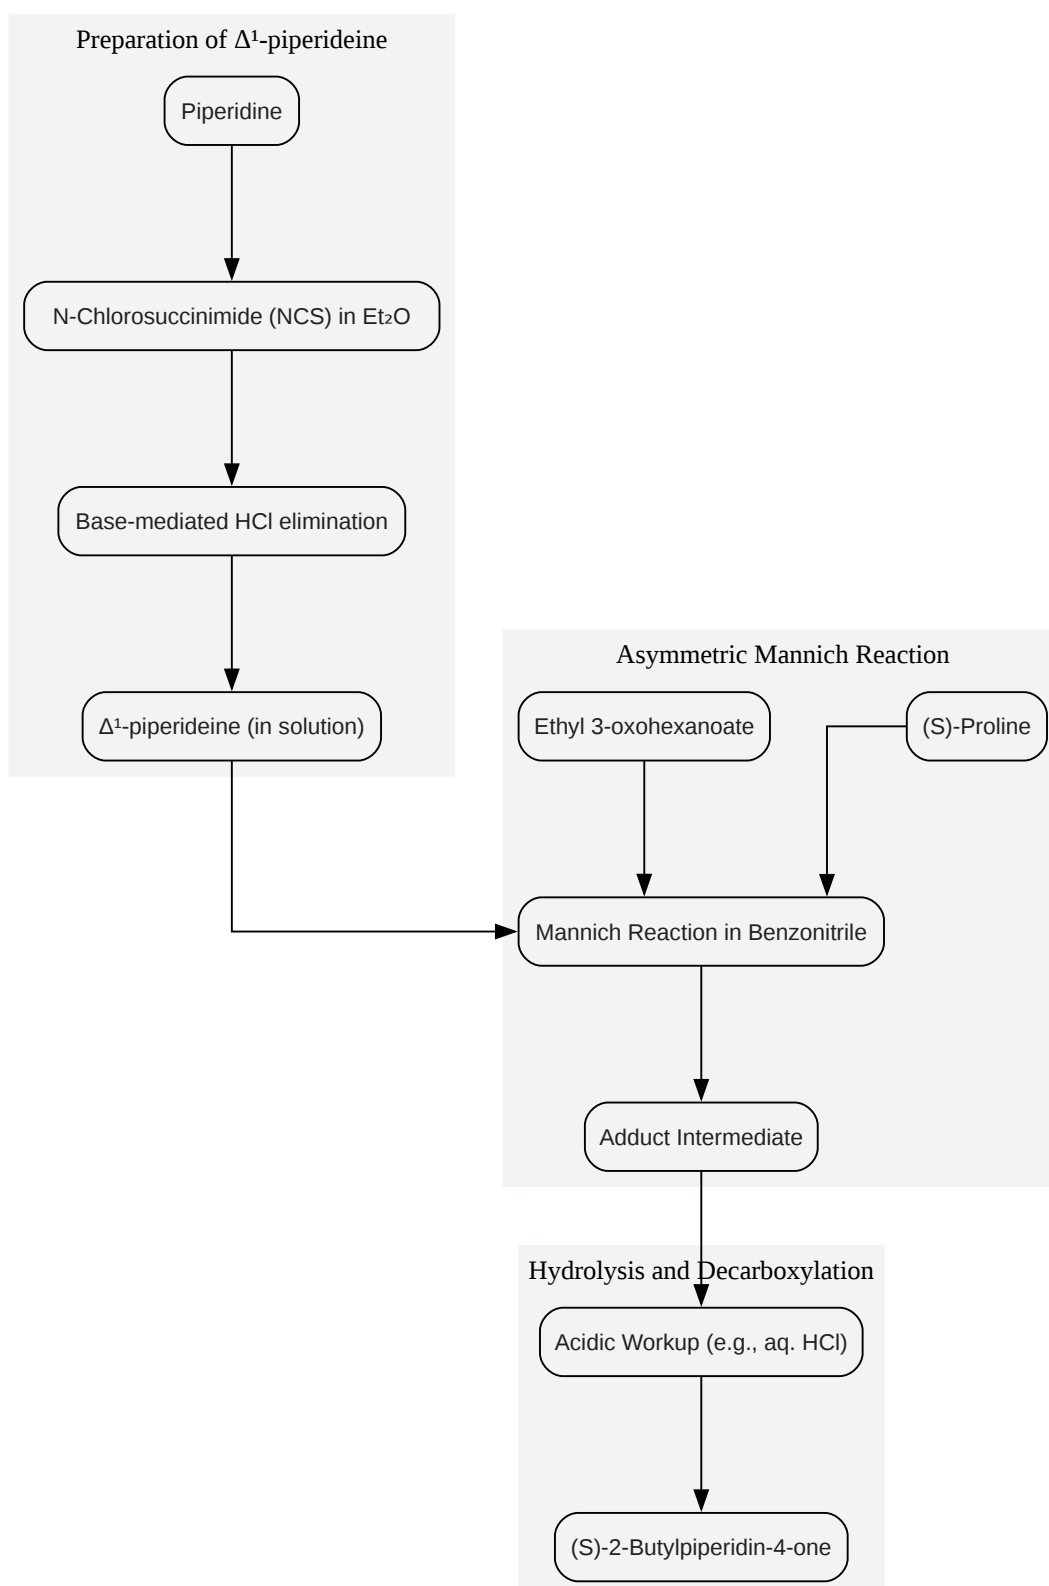 Preparation of Δ¹-piperideine
Piperidine
N-Chlorosuccinimide (NCS) in Et₂O
Base-mediated HCl elimination
Δ¹-piperideine (in solution)
Asymmetric Mannich Reaction
Ethyl 3-oxohexanoate
(S)-Proline
Mannich Reaction in Benzonitrile
Adduct Intermediate
Hydrolysis and Decarboxylation
Acidic Workup (e.g., aq. HCl)
(S)-2-Butylpiperidin-4-one